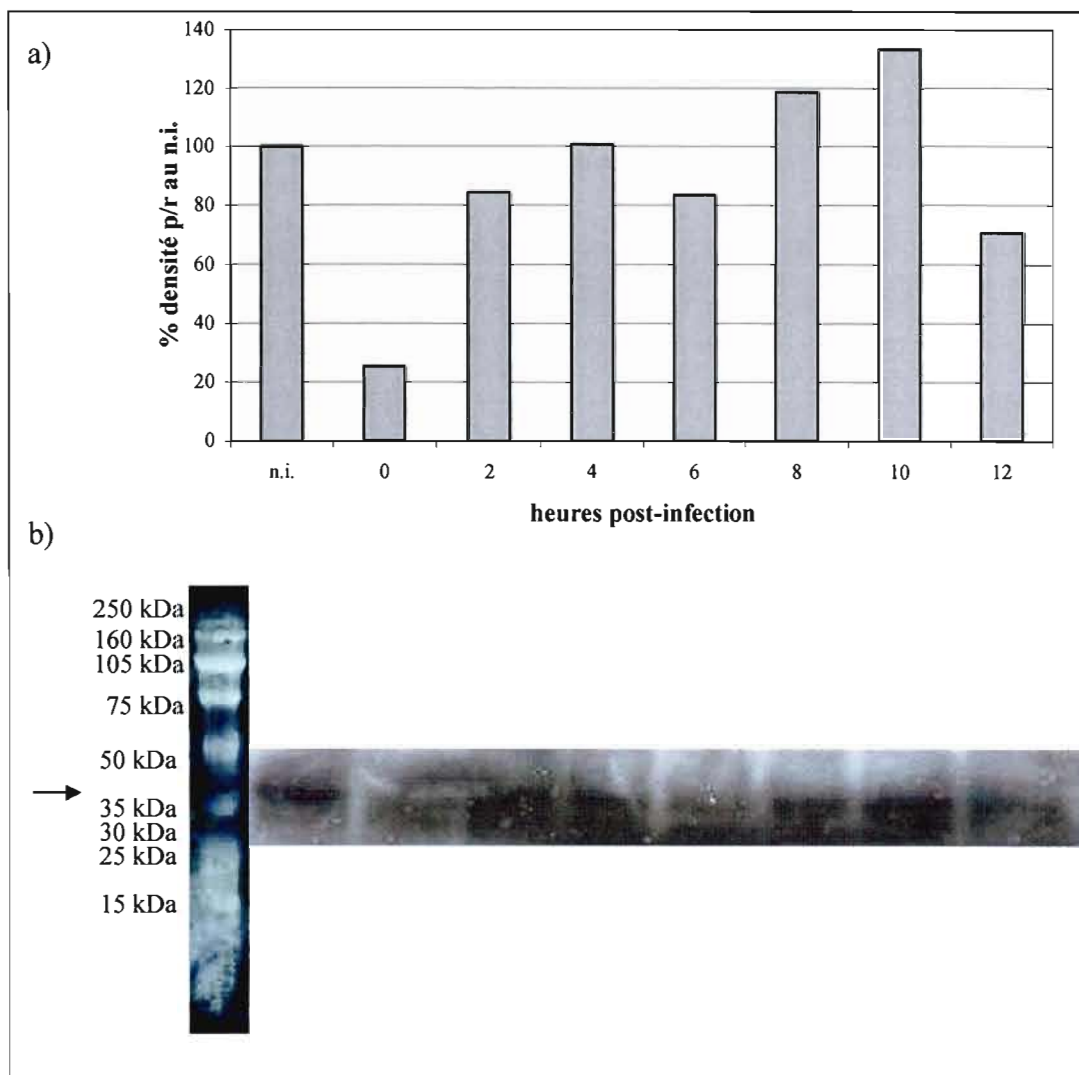 a)
140
120
100
80
60
40
20
0
% densité p/r au n.i.
n.i. 0 2 4 6 8 10 12
heures post-infection
b)
250 kDa
160 kDa
105 kDa
75 kDa
50 kDa
35 kDa
30 kDa
25 kDa
15 kDa